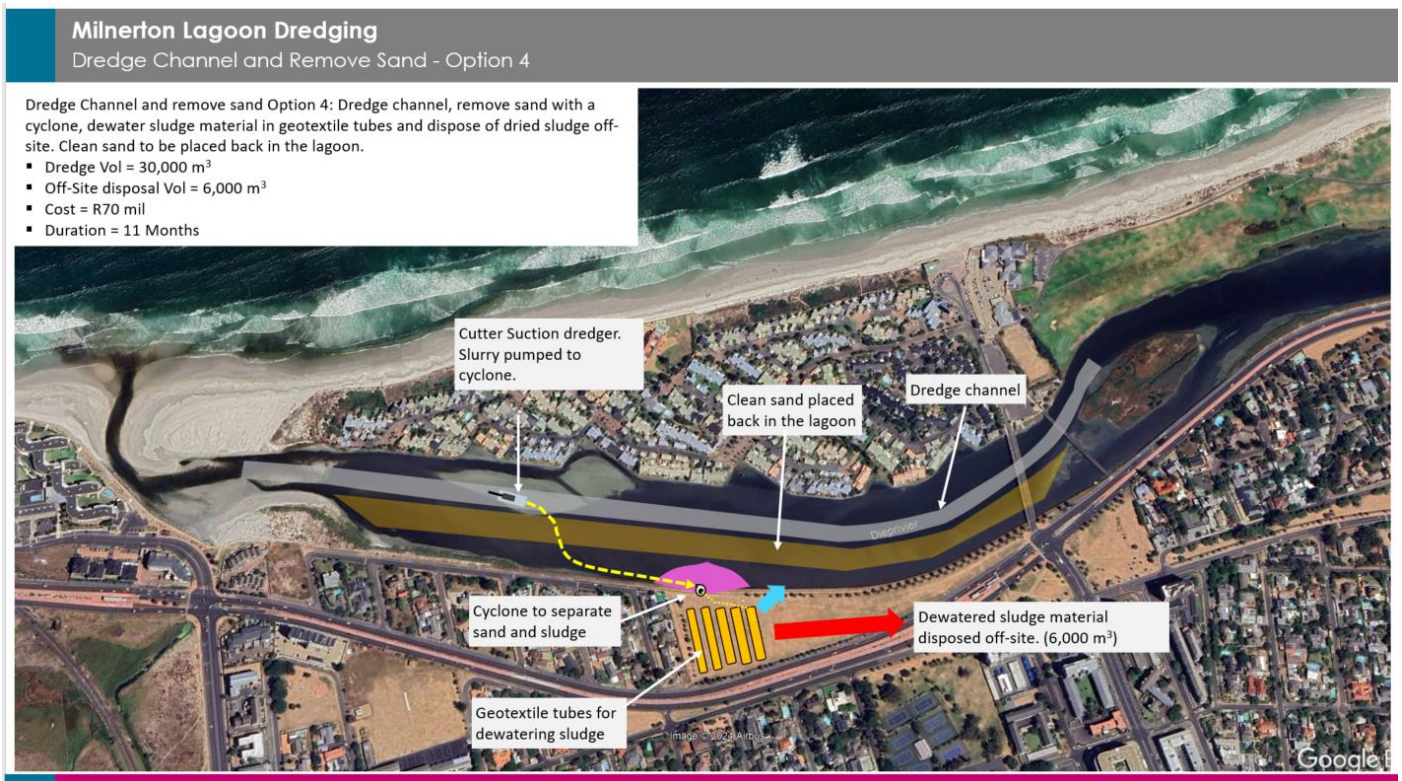 Milnerton Lagoon Dredging
Dredge Channel and Remove Sand - Option 4
Dredge Channel and remove sand Option 4: Dredge channel, remove sand with a
cyclone, dewater sludge material in geotextile tubes and dispose of dried sludge off-
site. Clean sand to be placed back in the lagoon.
▪ Dredge Vol = 30,000 m³
▪ Off-Site disposal Vol = 6,000 m³
▪ Cost = R70 mil
▪ Duration = 11 Months
Cutter Suction dredger.
Slurry pumped to
cyclone.
Clean sand placed
back in the lagoon
Dredge channel
Dieprivier
Cyclone to separate
sand and sludge
Dewatered sludge material
disposed off-site. (6,000 m³)
Geotextile tubes for
dewatering sludge
Image © 2024 Airbus
Google E